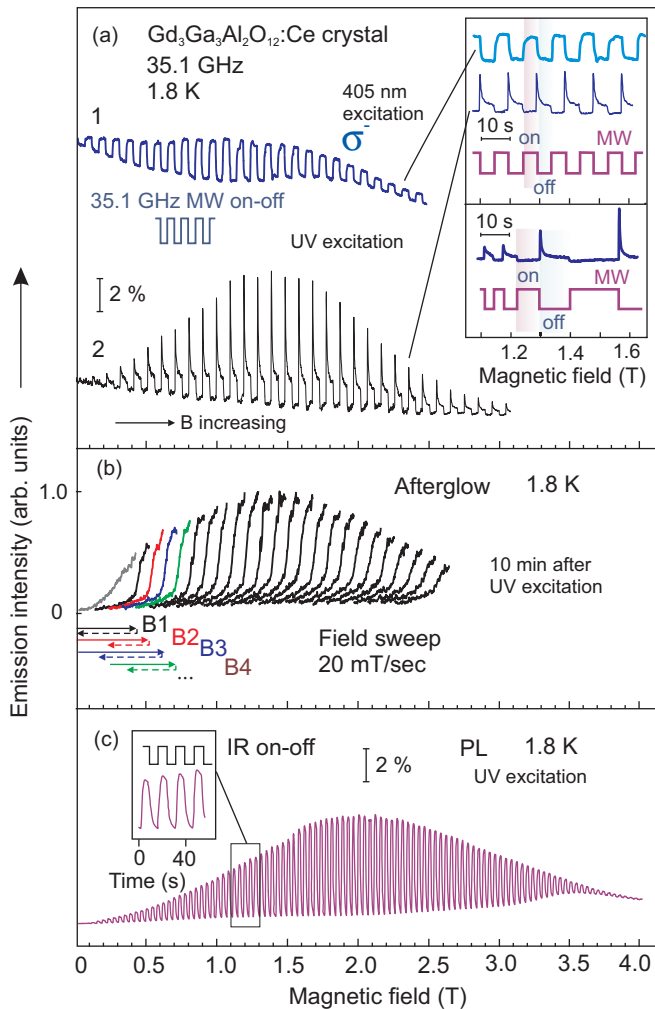 Emission intensity (arb. units)
(a)
Gd₃Ga₃Al₂O₁₂:Ce crystal
35.1 GHz
1.8 K
405 nm
excitation
1
σ⁻
35.1 GHz MW on-off
UV excitation
2 %
2
B increasing
10 s
on
MW
off
10 s
on
MW
off
1.2 1.4 1.6
Magnetic field (T)
(b)
1.0
Afterglow 1.8 K
10 min after
UV excitation
0
B1
B2
B3
B4
...
Field sweep
20 mT/sec
(c)
IR on-off
2 %
PL 1.8 K
UV excitation
0 40
Time (s)
0 0.5 1.0 1.5 2.0 2.5 3.0 3.5 4.0
Magnetic field (T)